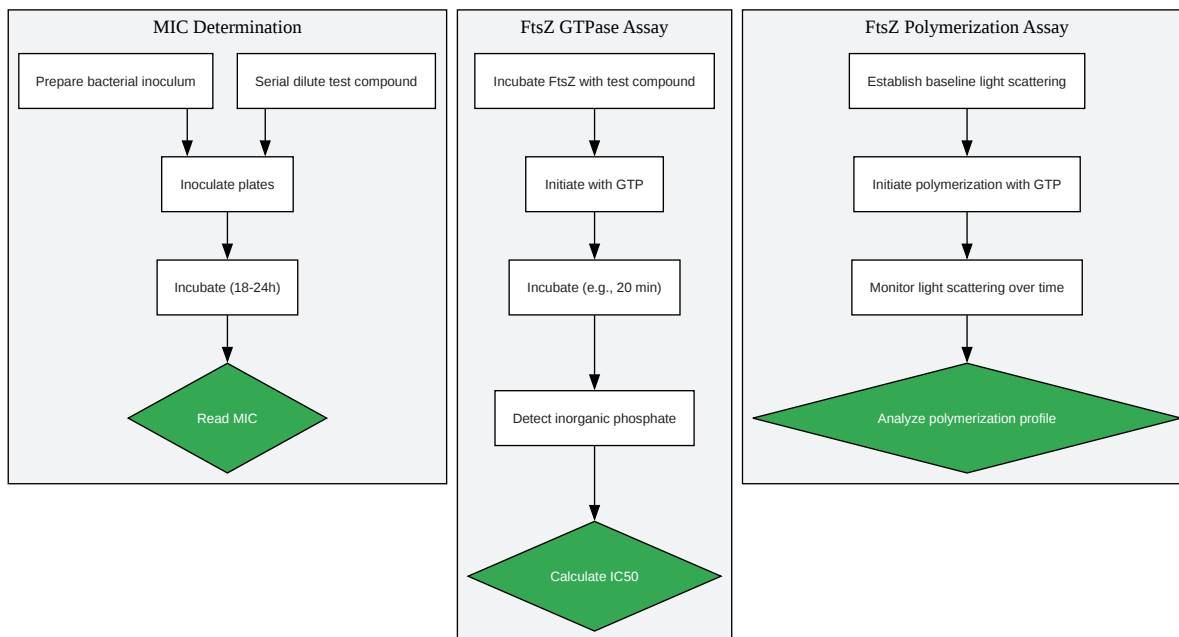 MIC Determination
Prepare bacterial inoculum
Serial dilute test compound
Inoculate plates
Incubate (18-24h)
Read MIC
FtsZ GTPase Assay
Incubate FtsZ with test compound
Initiate with GTP
Incubate (e.g., 20 min)
Detect inorganic phosphate
Calculate IC50
FtsZ Polymerization Assay
Establish baseline light scattering
Initiate polymerization with GTP
Monitor light scattering over time
Analyze polymerization profile